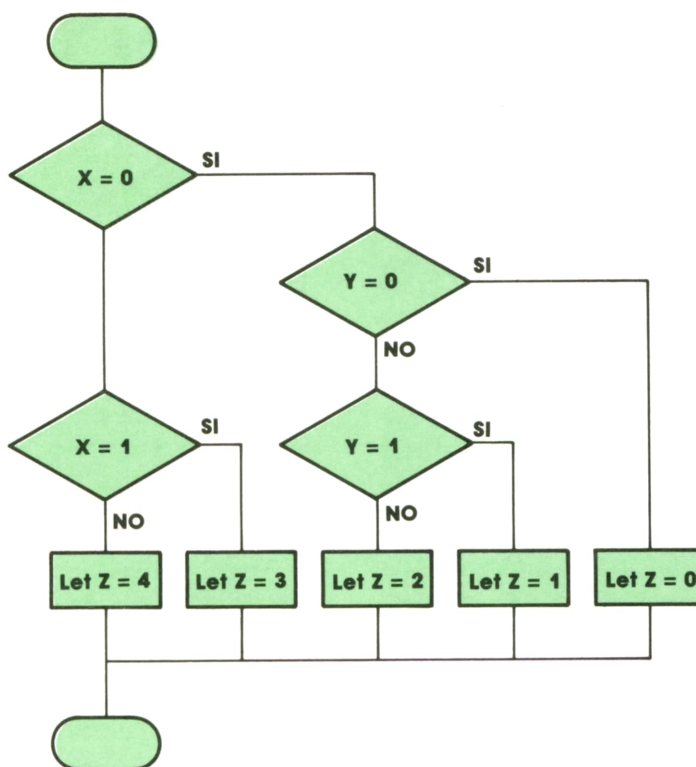 X = 0
SI
Y = 0
SI
NO
X = 1
SI
Y = 1
SI
NO
NO
Let Z = 4
Let Z = 3
Let Z = 2
Let Z = 1
Let Z = 0